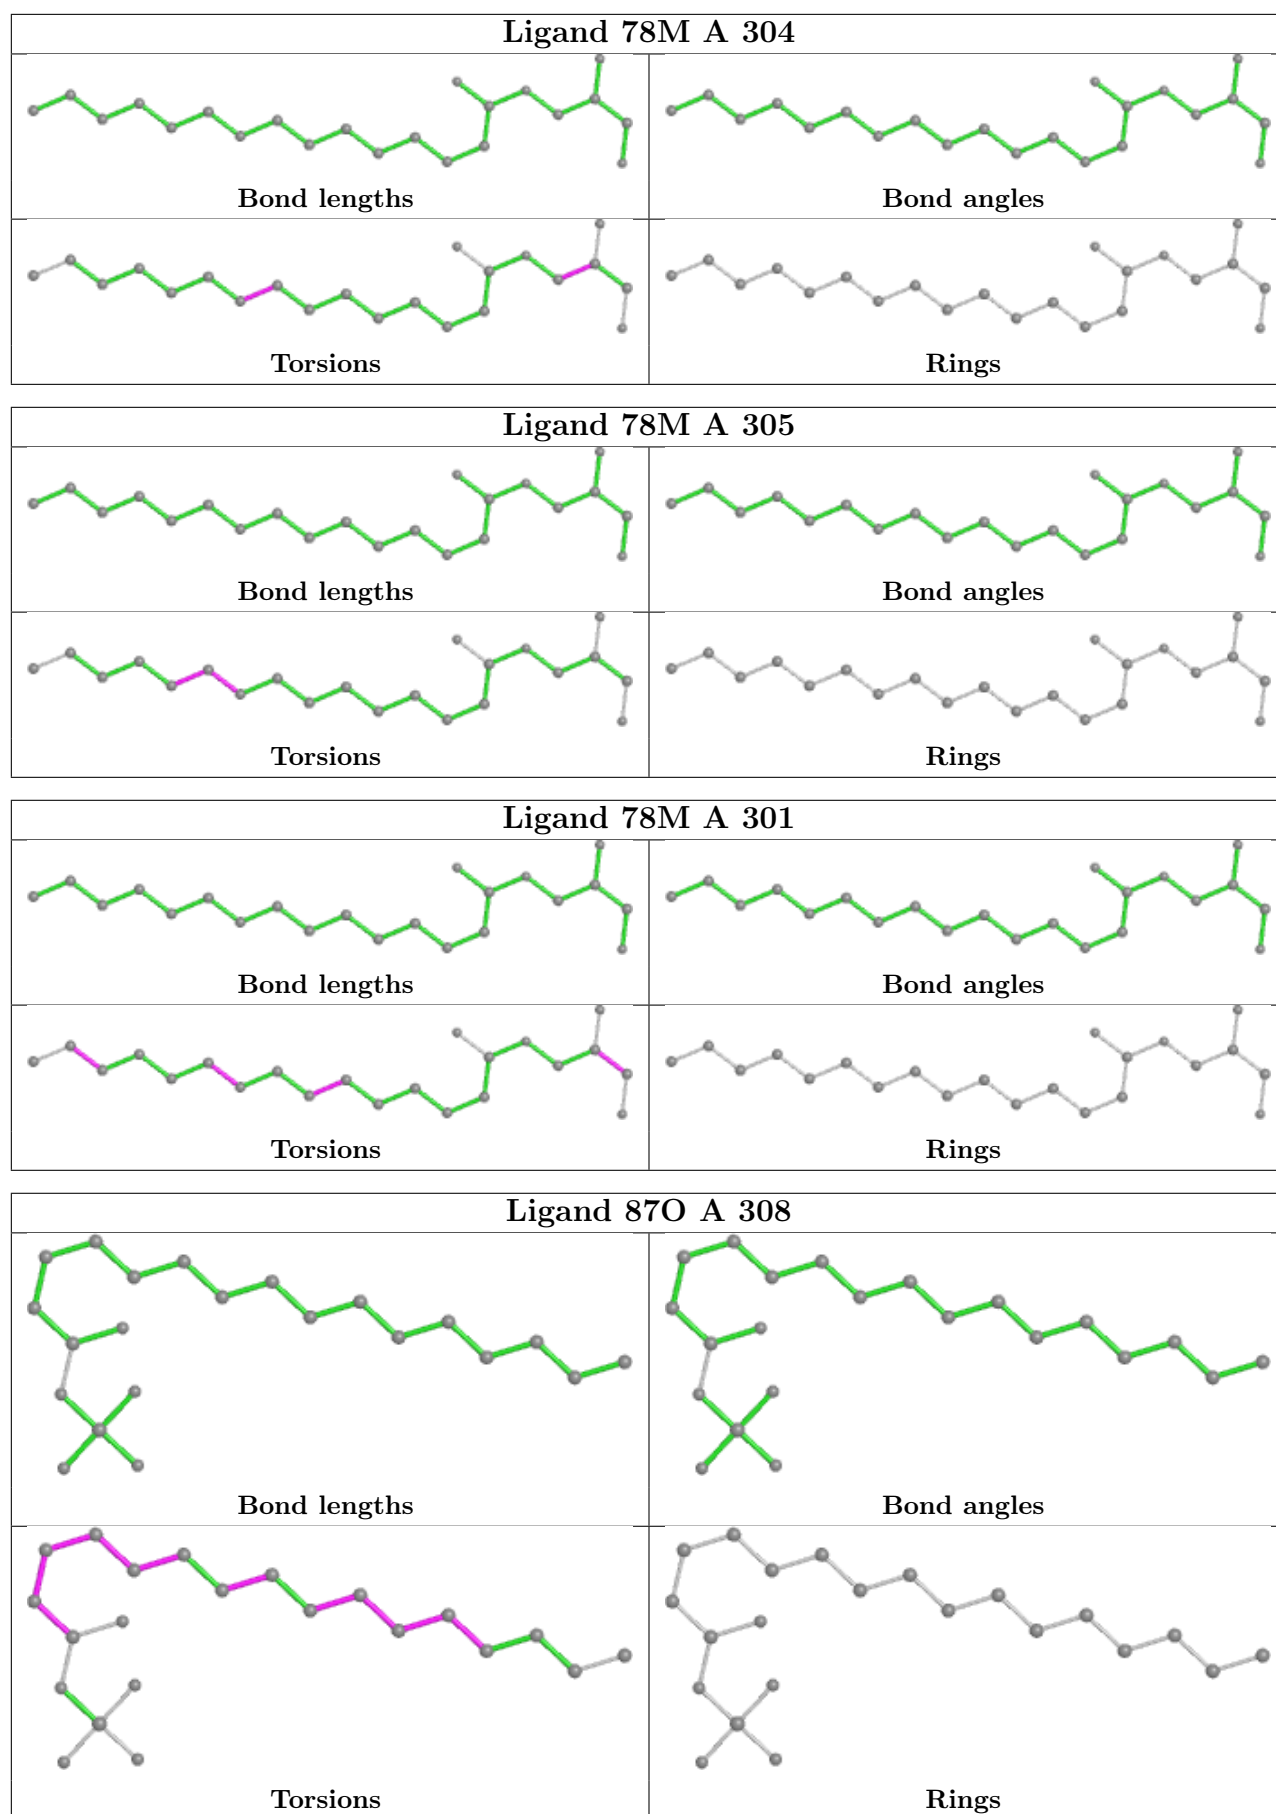 Ligand 78M A 304
Bond lengths
Bond angles
Torsions
Rings
Ligand 78M A 305
Bond lengths
Bond angles
Torsions
Rings
Ligand 78M A 301
Bond lengths
Bond angles
Torsions
Rings
Ligand 87O A 308
Bond lengths
Bond angles
Torsions
Rings